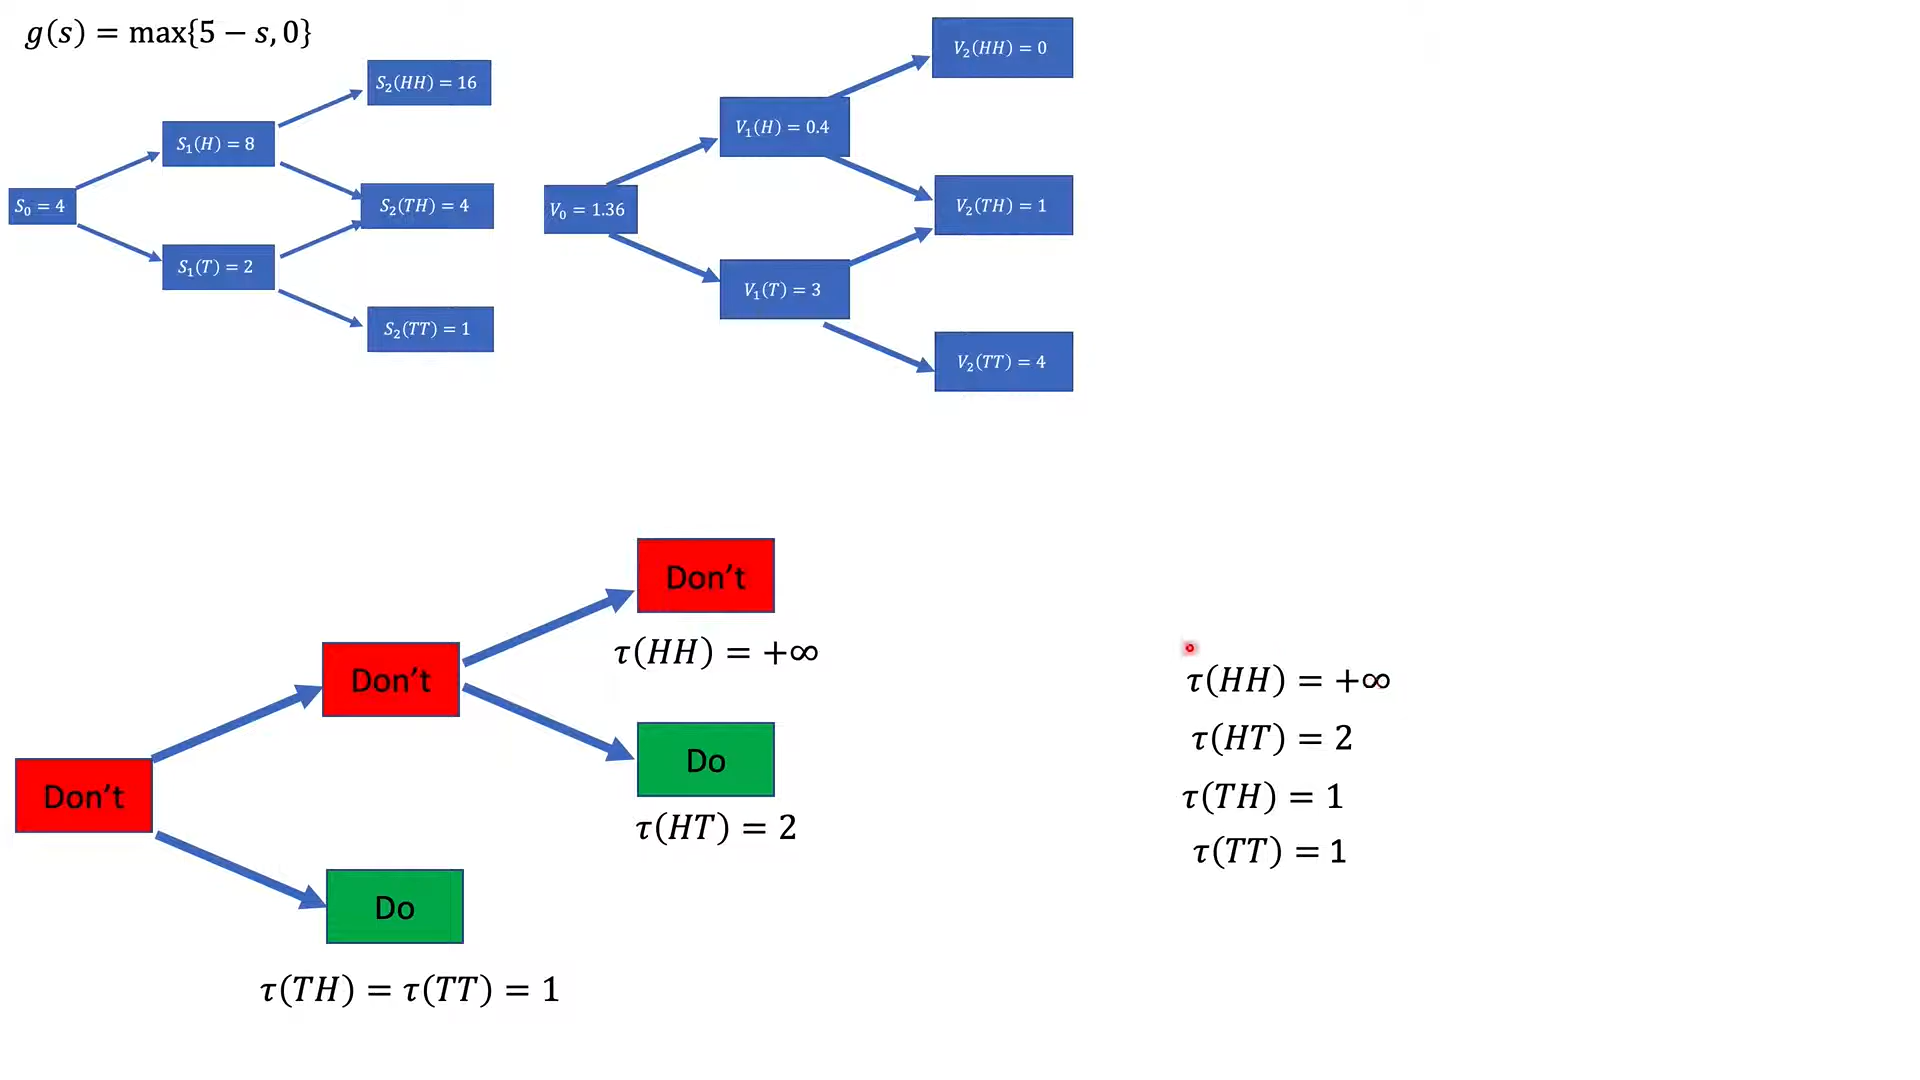 g(s) = max{5 − s, 0}
S₂(HH) = 16
S₁(H) = 8
S₀ = 4
S₂(TH) = 4
S₁(T) = 2
S₂(TT) = 1
V₂(HH) = 0
V₁(H) = 0.4
V₀ = 1.36
V₂(TH) = 1
V₁(T) = 3
V₂(TT) = 4
Don't
τ(HH) = +∞
Don't
Do
Don't
τ(HT) = 2
Do
τ(TH) = τ(TT) = 1
τ(HH) = +∞
τ(HT) = 2
τ(TH) = 1
τ(TT) = 1